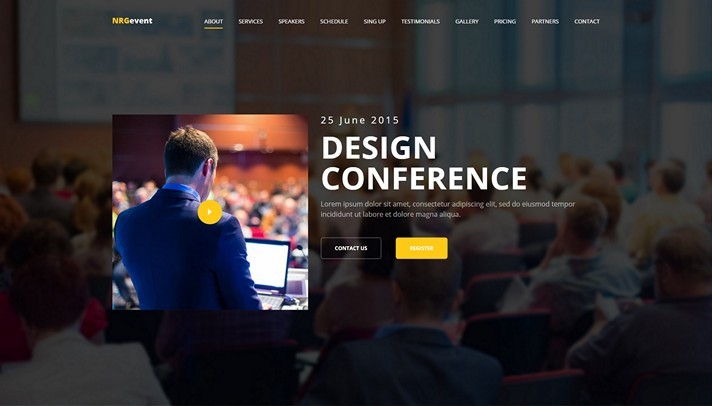 NRGevent
ABOUT SERVICES SPEAKERS SCHEDULE SING UP TESTIMONIALS GALLERY PRICING PARTNERS CONTACT
25 June 2015
DESIGN
CONFERENCE
Lorem ipsum dolor sit amet, consectetur adipiscing elit, sed do eiusmod tempor
incididunt ut labore et dolore magna aliqua.
CONTACT US REGISTER